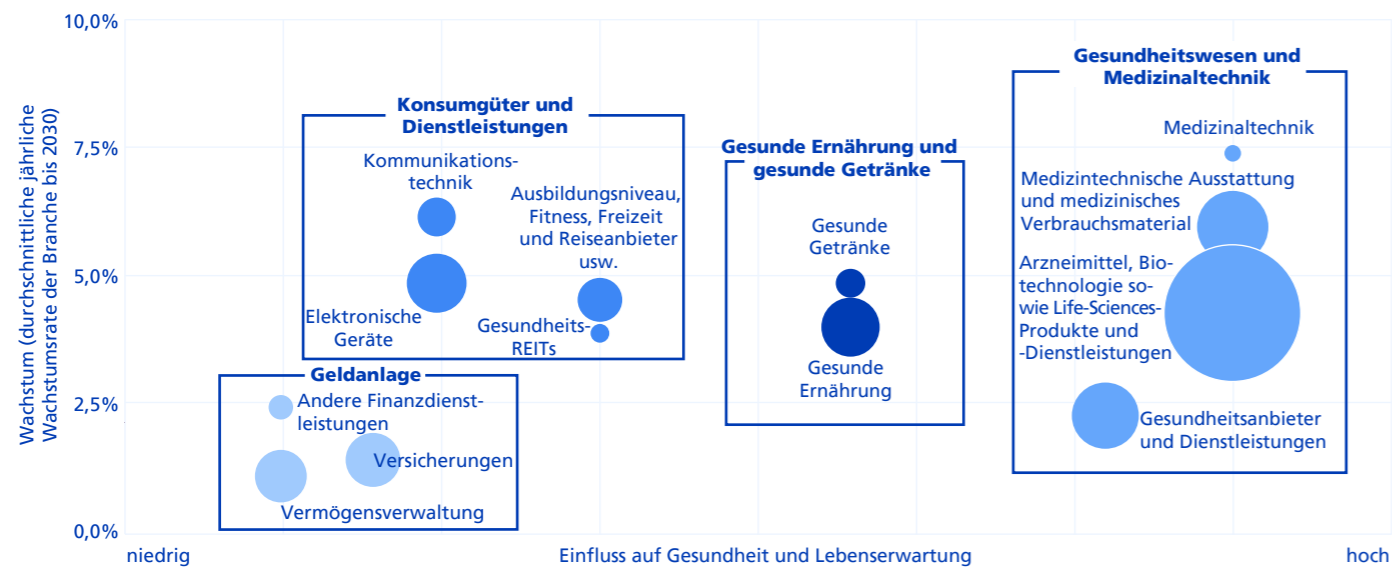 Wachstum (durchschnittliche jährliche
Wachstumsrate der Branche bis 2030)
10,0%
7,5%
5,0%
2,5%
0,0%
Konsumgüter und
Dienstleistungen
Kommunikations-
technik
Ausbildungsniveau,
Fitness, Freizeit
und Reiseanbieter
usw.
Elektronische
Geräte
Gesundheits-
REITs
Geldanlage
Andere Finanzdienst-
leistungen
Versicherungen
Vermögensverwaltung
Gesunde Ernährung und
gesunde Getränke
Gesunde
Getränke
Gesunde
Ernährung
Gesundheitswesen und
Medizinaltechnik
Medizinaltechnik
Medizintechnische Ausstattung
und medizinisches
Verbrauchsmaterial
Arzneimittel, Bio-
technologie so-
wie Life-Sciences-
Produkte und
-Dienstleistungen
Gesundheitsanbieter
und Dienstleistungen
niedrig
Einfluss auf Gesundheit und Lebenserwartung
hoch